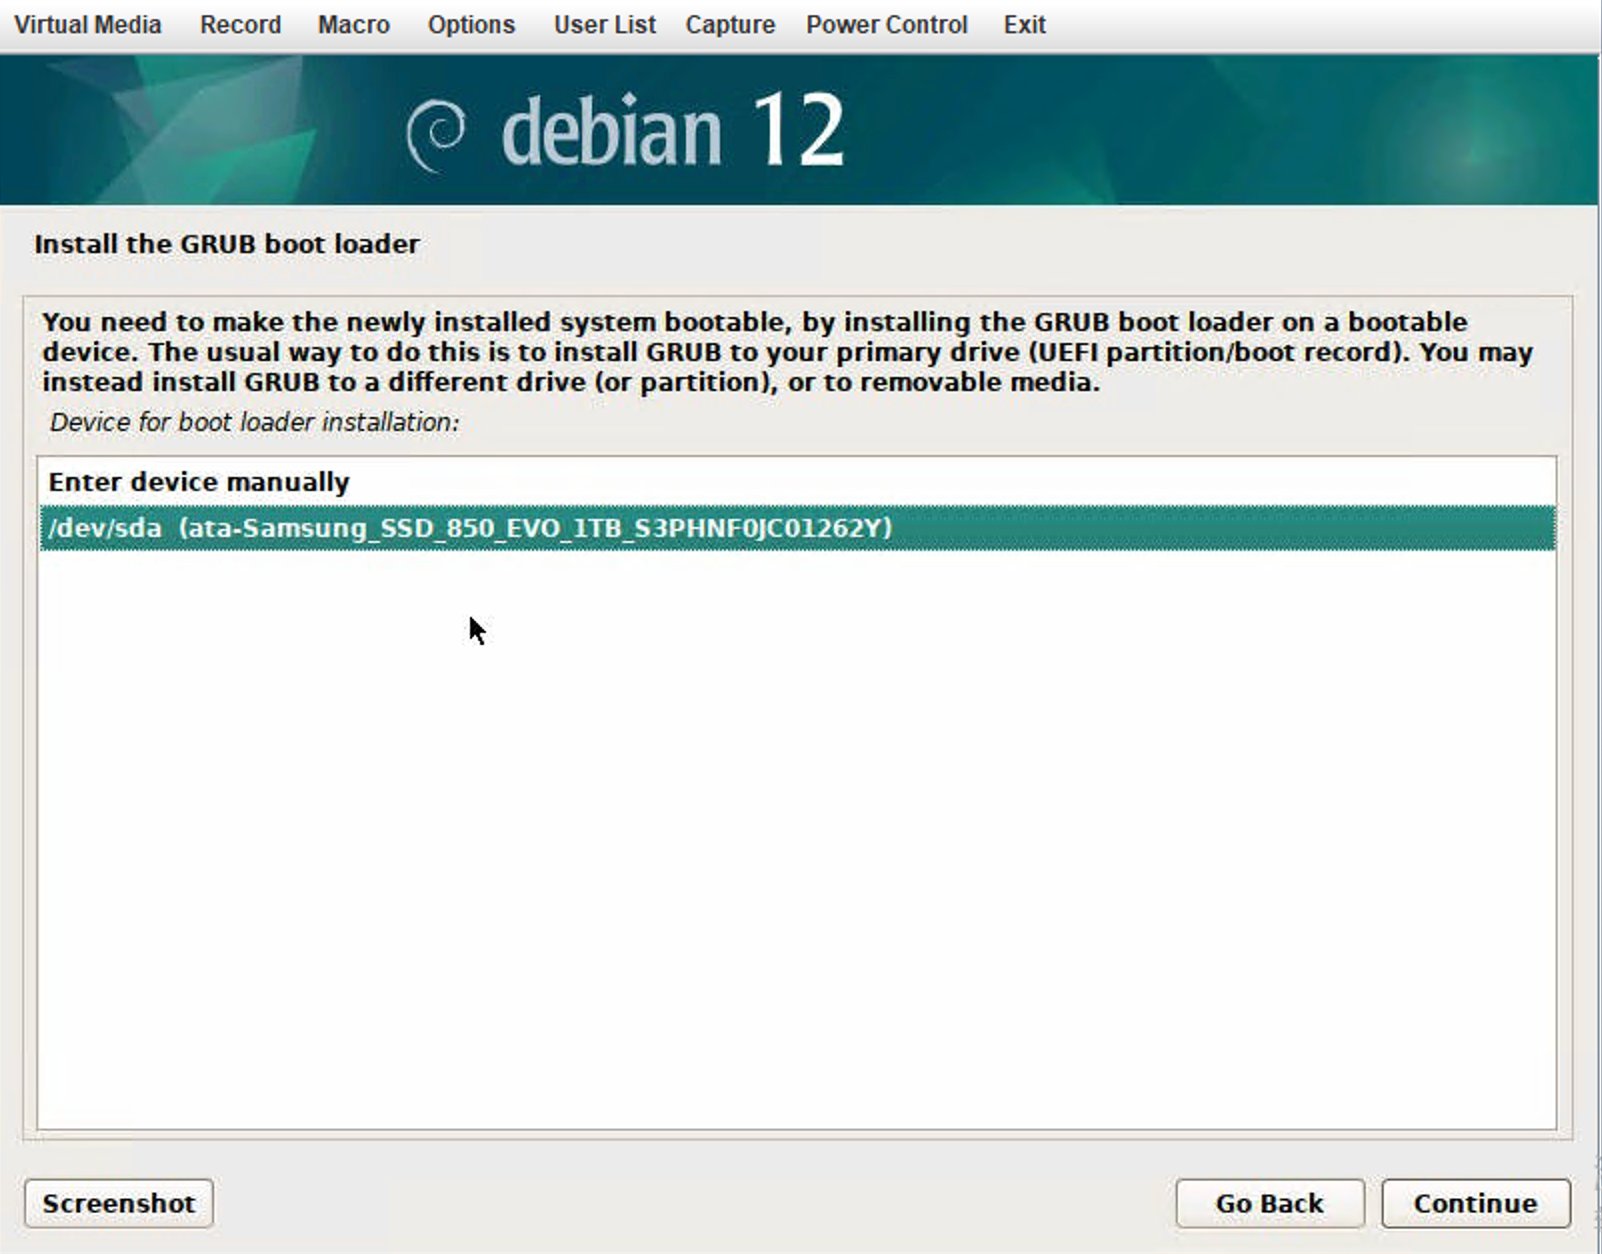 Virtual Media Record Macro Options User List Capture Power Control Exit
debian 12
Install the GRUB boot loader
You need to make the newly installed system bootable, by installing the GRUB boot loader on a bootable
device. The usual way to do this is to install GRUB to your primary drive (UEFI partition/boot record). You may
instead install GRUB to a different drive (or partition), or to removable media.
Device for boot loader installation:
Enter device manually
/dev/sda (ata-Samsung_SSD_850_EVO_1TB_S3PHNF0JC01262Y)
Screenshot Go Back Continue